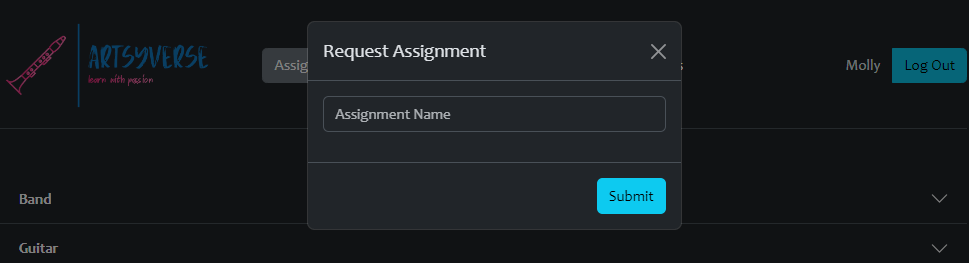 Request Assignment
ARTSYVERSE
learn with passion
Molly
Log Out
Assignment Name
Submit
Band
Guitar